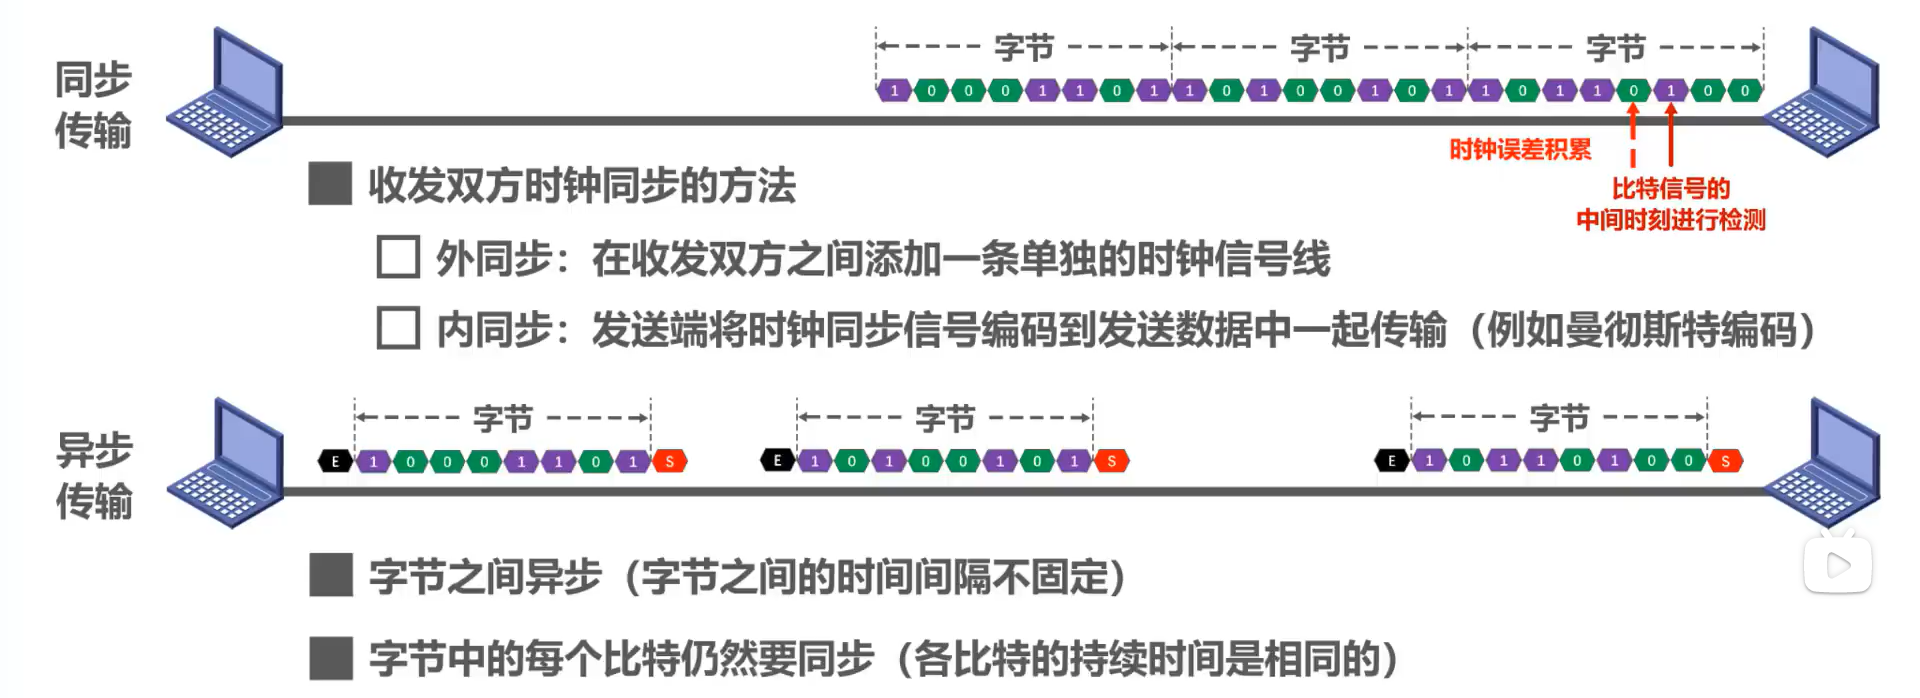 同步
传输
字节 字节 字节
1 0 0 0 1 1 0 1 1 0 1 0 0 1 0 1 1 0 1 1 0 1 0 0
时钟误差积累
比特信号的
中间时刻进行检测
收发双方时钟同步的方法
外同步：在收发双方之间添加一条单独的时钟信号线
内同步：发送端将时钟同步信号编码到发送数据中一起传输（例如曼彻斯特编码）
异步
传输
字节 字节 字节
E 1 0 0 0 1 1 0 1 S E 1 0 1 0 0 1 0 1 S E 1 0 1 1 0 1 0 0 S
字节之间异步（字节之间的时间间隔不固定）
字节中的每个比特仍然要同步（各比特的持续时间是相同的）